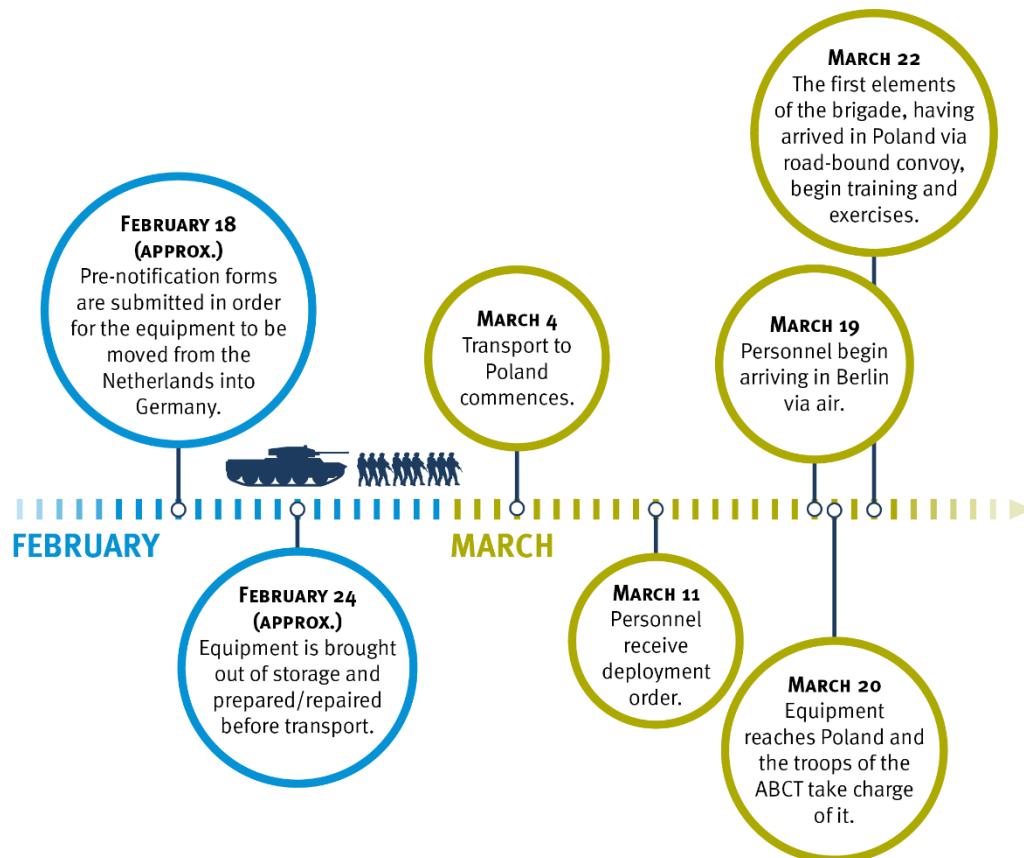 FEBRUARY 18
(APPROX.)
Pre-notification forms
are submitted in order
for the equipment to be
moved from the
Netherlands into
Germany.
FEBRUARY 24
(APPROX.)
Equipment is brought
out of storage and
prepared/repaired
before transport.
MARCH 4
Transport to
Poland
commences.
MARCH 11
Personnel
receive
deployment
order.
MARCH 19
Personnel begin
arriving in Berlin
via air.
MARCH 20
Equipment
reaches Poland and
the troops of the
ABCT take charge
of it.
MARCH 22
The first elements
of the brigade, having
arrived in Poland via
road-bound convoy,
begin training and
exercises.
FEBRUARY
MARCH